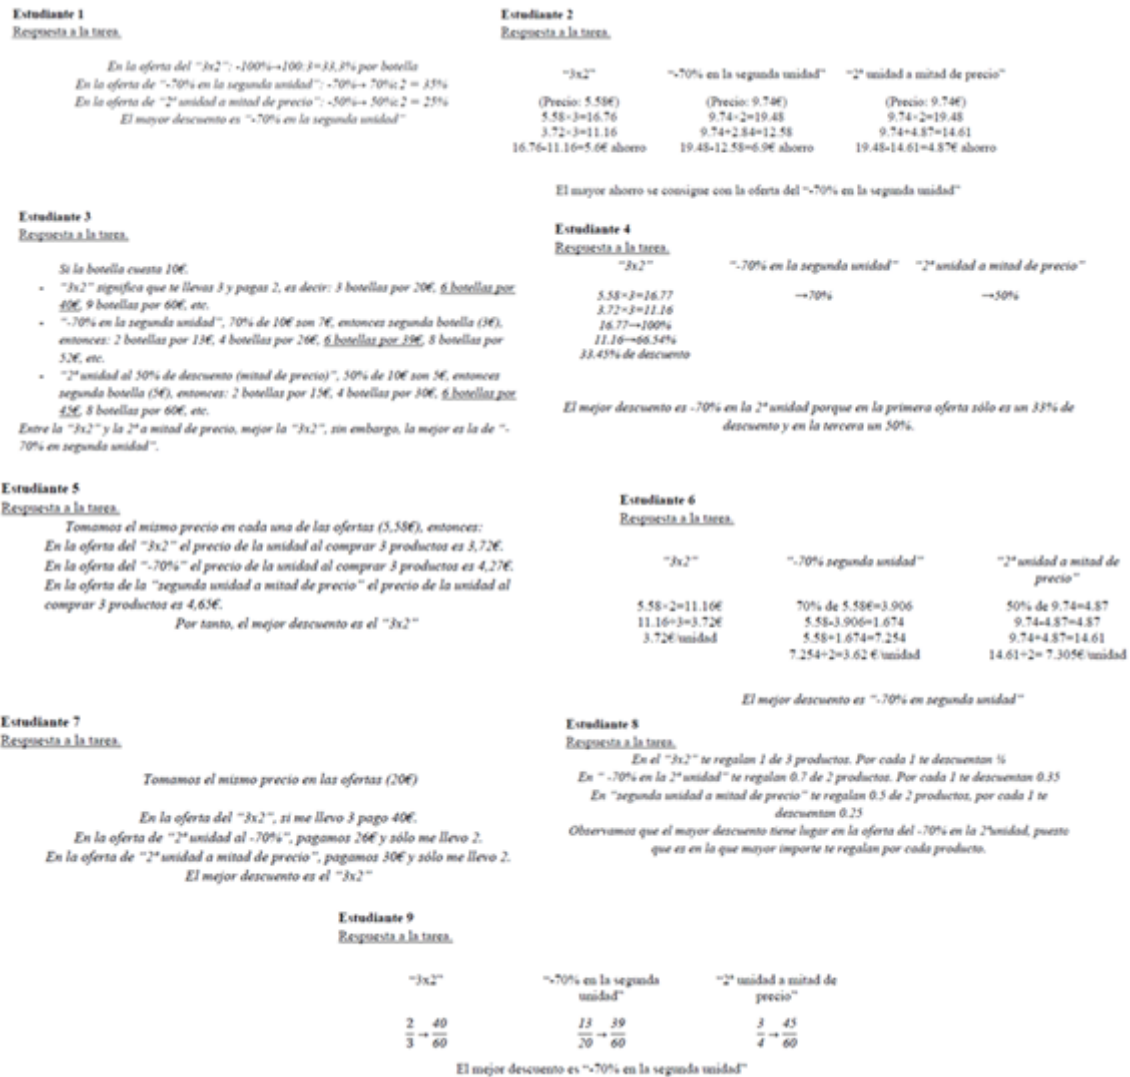 Estudiante 1
Respuesta a la tarea.
En la oferta del "3x2": -100%→100:3=33,3% por botella
En la oferta de "-70% en la segunda unidad": -70%→ 70%:2 = 35%
En la oferta de "2ª unidad a mitad de precio": -50%→ 50%:2 = 25%
El mayor descuento es "-70% en la segunda unidad"
Estudiante 2
Respuesta a la tarea.
"3x2" "-70% en la segunda unidad" "2ª unidad a mitad de precio"
(Precio: 5.58€) (Precio: 9.74€) (Precio: 9.74€)
5.58×3=16.76 9.74×2=19.48 9.74×2=19.48
3.72×3=11.16 9.74+2.84=12.58 9.74+4.87=14.61
16.76-11.16=5.6€ ahorro 19.48-12.58=6.9€ ahorro 19.48-14.61=4.87€ ahorro
El mayor ahorro se consigue con la oferta del "-70% en la segunda unidad"
Estudiante 3
Respuesta a la tarea.
Si la botella cuesta 10€.
- "3x2" significa que te llevas 3 y pagas 2, es decir: 3 botellas por 20€, 6 botellas por
40€, 9 botellas por 60€, etc.
- "-70% en la segunda unidad", 70% de 10€ son 7€, entonces segunda botella (3€),
entonces: 2 botellas por 13€, 4 botellas por 26€, 6 botellas por 39€, 8 botellas por
52€, etc.
- "2ª unidad al 50% de descuento (mitad de precio)", 50% de 10€ son 5€, entonces
segunda botella (5€), entonces: 2 botellas por 15€, 4 botellas por 30€, 6 botellas por
45€, 8 botellas por 60€, etc.
Entre la "3x2" y la 2ª a mitad de precio, mejor la "3x2", sin embargo, la mejor es la de "-
70% en segunda unidad".
Estudiante 4
Respuesta a la tarea.
"3x2" "-70% en la segunda unidad" "2ª unidad a mitad de precio"
5.58×3=16.77 →70% →50%
3.72×3=11.16
16.77→100%
11.16→66.54%
33.45% de descuento
El mejor descuento es -70% en la 2ª unidad porque en la primera oferta sólo es un 33% de
descuento y en la tercera un 50%.
Estudiante 5
Respuesta a la tarea.
Tomamos el mismo precio en cada una de las ofertas (5,58€), entonces:
En la oferta del "3x2" el precio de la unidad al comprar 3 productos es 3,72€.
En la oferta del "-70%" el precio de la unidad al comprar 3 productos es 4,27€.
En la oferta de la "segunda unidad a mitad de precio" el precio de la unidad al
comprar 3 productos es 4,65€.
Por tanto, el mejor descuento es el "3x2"
Estudiante 6
Respuesta a la tarea.
"3x2" "-70% segunda unidad" "2ª unidad a mitad de
precio"
5.58×2=11.16€ 70% de 5.58€=3.906 50% de 9.74=4.87
11.16÷3=3.72€ 5.58-3.906=1.674 9.74-4.87=4.87
3.72€/unidad 5.58+1.674=7.254 9.74+4.87=14.61
7.254÷2=3.62 €/unidad 14.61÷2= 7.305€/unidad
El mejor descuento es "-70% en segunda unidad"
Estudiante 7
Respuesta a la tarea.
Tomamos el mismo precio en las ofertas (20€)
En la oferta del "3x2", si me llevo 3 pago 40€.
En la oferta de "2ª unidad al -70%", pagamos 26€ y sólo me llevo 2.
En la oferta de "2ª unidad a mitad de precio", pagamos 30€ y sólo me llevo 2.
El mejor descuento es el "3x2"
Estudiante 8
Respuesta a la tarea.
En el "3x2" te regalan 1 de 3 productos. Por cada 1 te descuentan
En " -70% en la 2ª unidad" te regalan 0.7 de 2 productos. Por cada 1 te descuentan 0.35
En "segunda unidad a mitad de precio" te regalan 0.5 de 2 productos, por cada 1 te
descuentan 0.25
Observamos que el mayor descuento tiene lugar en la oferta del -70% en la 2ªunidad, puesto
que es en la que mayor importe te regalan por cada producto.
Estudiante 9
Respuesta a la tarea.
"3x2" "-70% en la segunda "2ª unidad a mitad de
unidad" precio"
2/3 → 40/60 13/20 → 39/60 3/4 → 45/60
El mejor descuento es "-70% en la segunda unidad"